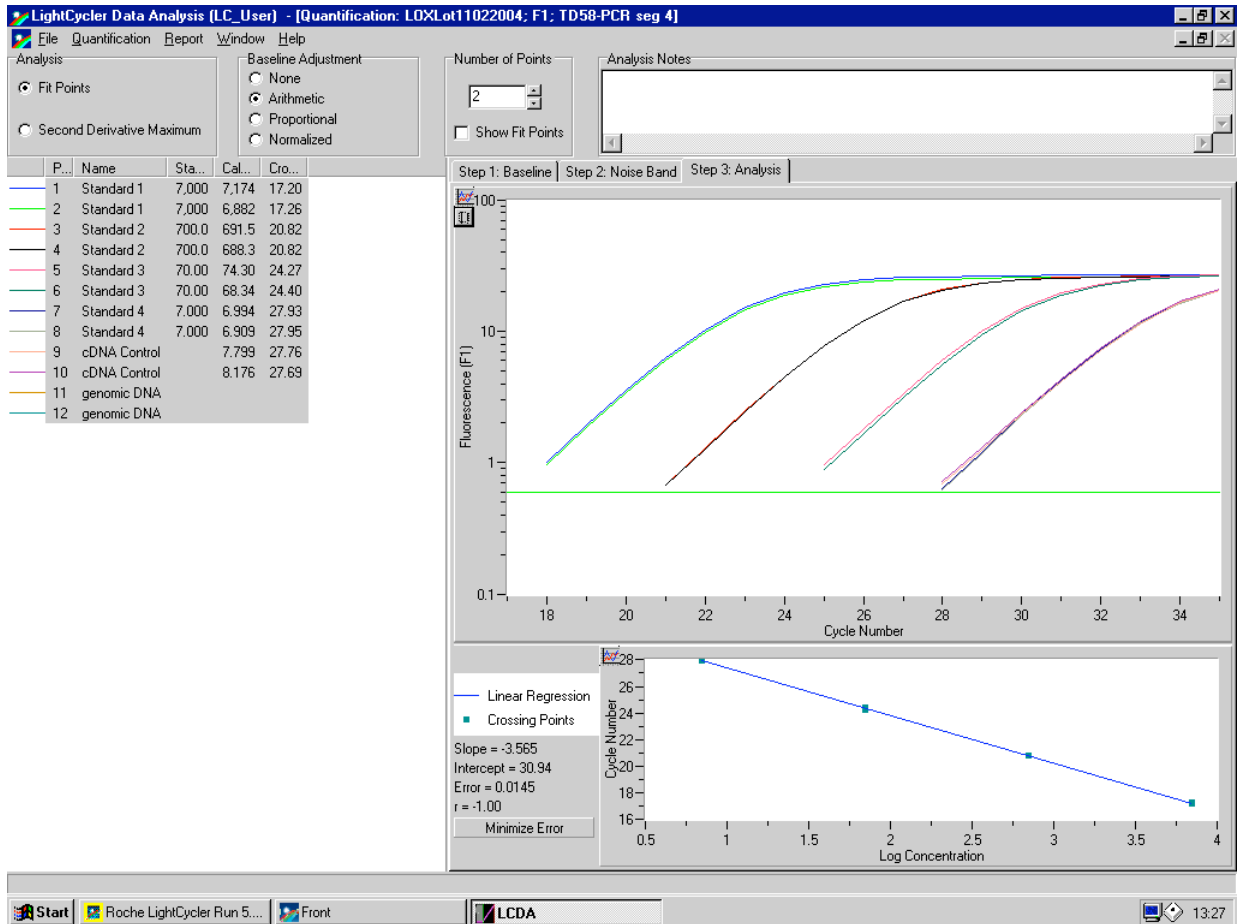 LightCycler Data Analysis (LC_User) - [Quantification: LOXLot11022004; F1; TD58-PCR seg 4]
File Quantification Report Window Help
Analysis
Fit Points
Second Derivative Maximum
Baseline Adjustment
None
Arithmetic
Proportional
Normalized
Number of Points
2
Show Fit Points
Analysis Notes
P... Name Sta... Cal... Cro...
1 Standard 1 7,000 7,174 17.20
2 Standard 1 7,000 6,882 17.26
3 Standard 2 700.0 691.5 20.82
4 Standard 2 700.0 688.3 20.82
5 Standard 3 70.00 74.30 24.27
6 Standard 3 70.00 68.34 24.40
7 Standard 4 7.000 6.994 27.93
8 Standard 4 7.000 6.909 27.95
9 cDNA Control 7.799 27.76
10 cDNA Control 8.176 27.69
11 genomic DNA
12 genomic DNA
Step 1: Baseline Step 2: Noise Band Step 3: Analysis
100
10
1
0.1
Fluorescence (F1)
18 20 22 24 26 28 30 32 34
Cycle Number
Linear Regression
Crossing Points
Slope = -3.565
Intercept = 30.94
Error = 0.0145
r = -1.00
Minimize Error
28
26
24
22
20
18
16
Cycle Number
0.5 1 1.5 2 2.5 3 3.5 4
Log Concentration
Start Roche LightCycler Run 5.... Front LCDA 13:27